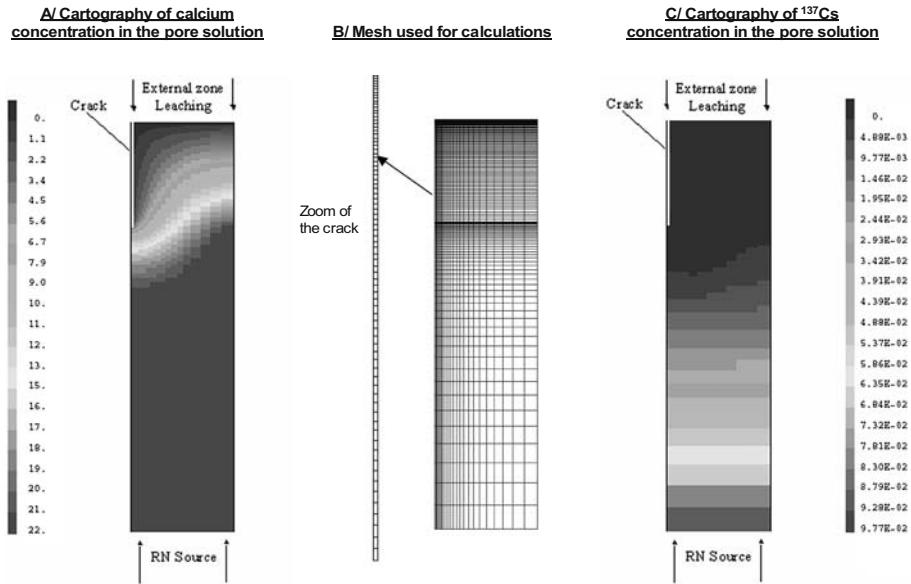 A/ Cartography of calcium
concentration in the pore solution
External zone
Leaching
Crack
0.
1.1
2.2
3.4
4.5
5.6
6.7
7.9
9.0
10.
11.
12.
13.
15.
16.
17.
18.
19.
20.
21.
22.
RN Source
B/ Mesh used for calculations
Zoom of
the crack
C/ Cartography of ¹³⁷Cs
concentration in the pore solution
External zone
Leaching
Crack
0.
4.88E-03
9.77E-03
1.46E-02
1.95E-02
2.44E-02
2.93E-02
3.42E-02
3.91E-02
4.39E-02
4.88E-02
5.37E-02
5.86E-02
6.35E-02
6.84E-02
7.32E-02
7.81E-02
8.30E-02
8.79E-02
9.28E-02
9.77E-02
RN Source